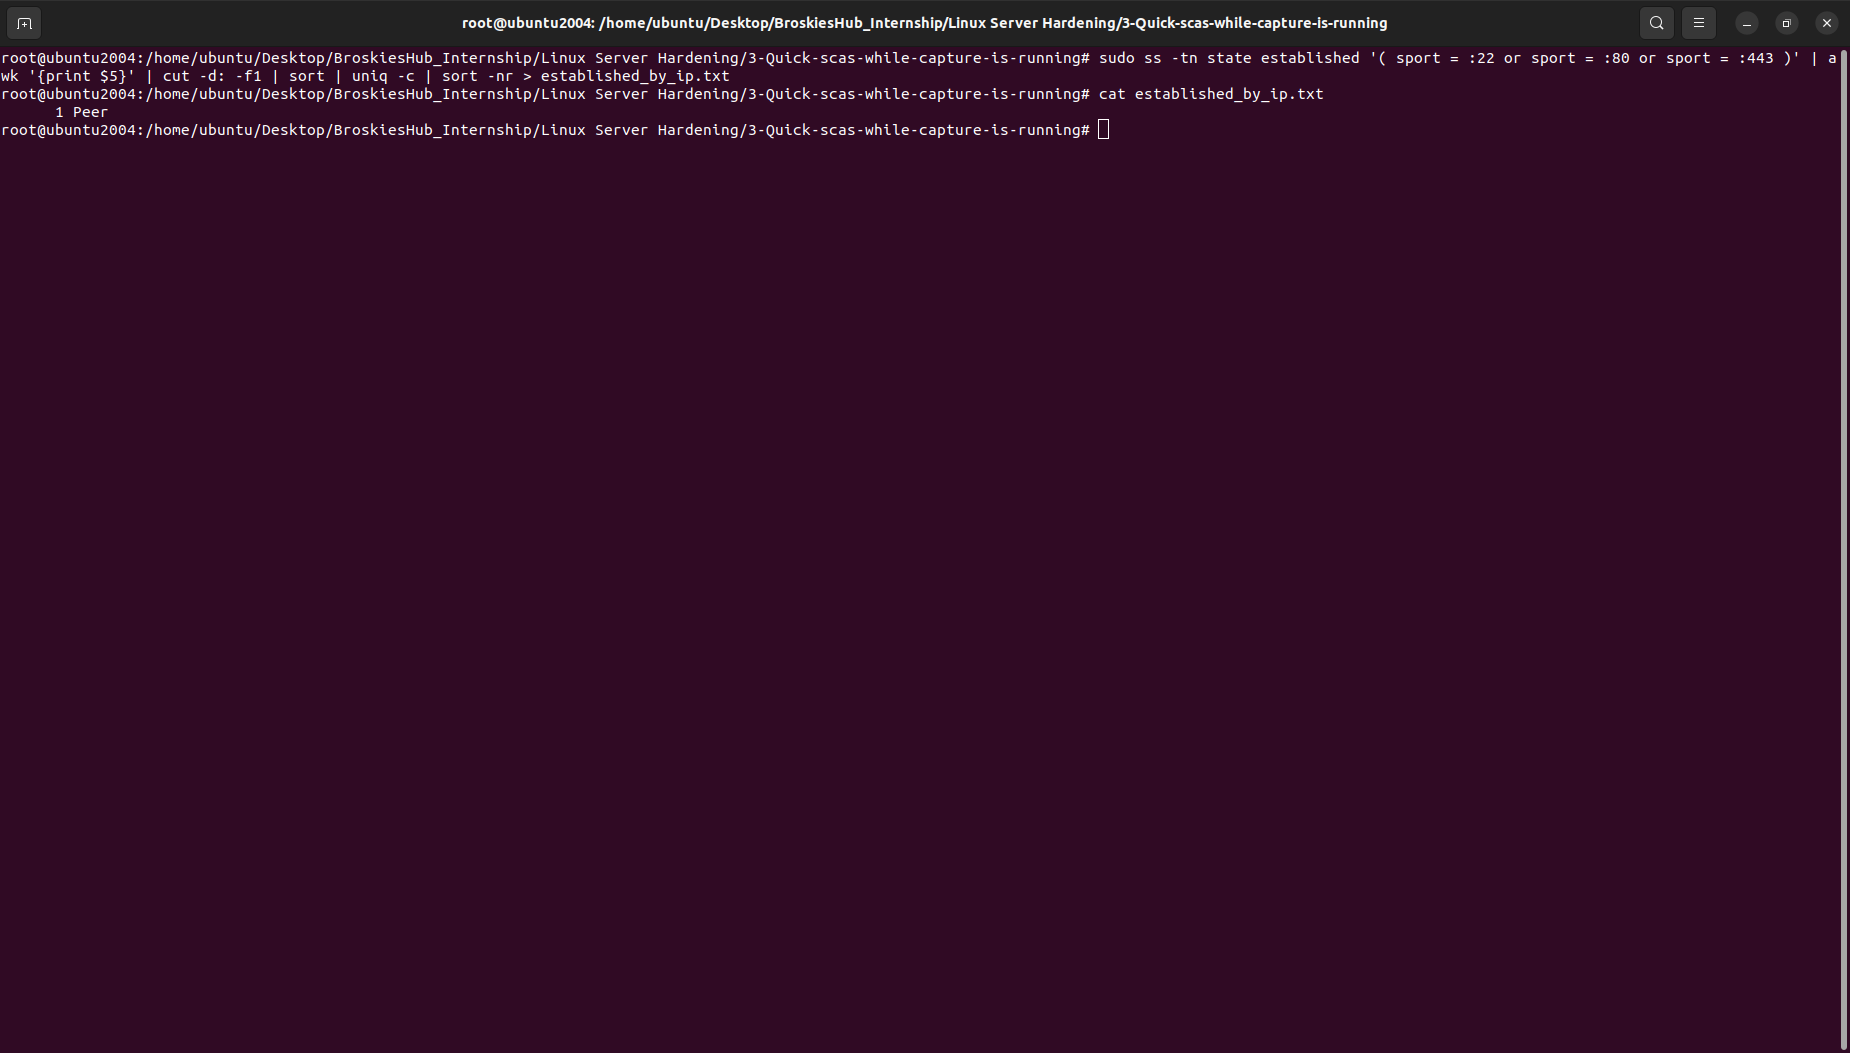 root@ubuntu2004: /home/ubuntu/Desktop/BroskiesHub_Internship/Linux Server Hardening/3-Quick-scas-while-capture-is-running
root@ubuntu2004:/home/ubuntu/Desktop/BroskiesHub_Internship/Linux Server Hardening/3-Quick-scas-while-capture-is-running# sudo ss -tn state established '( sport = :22 or sport = :80 or sport = :443 )' | a
wk '{print $5}' | cut -d: -f1 | sort | uniq -c | sort -nr > established_by_ip.txt
root@ubuntu2004:/home/ubuntu/Desktop/BroskiesHub_Internship/Linux Server Hardening/3-Quick-scas-while-capture-is-running# cat established_by_ip.txt
      1 Peer
root@ubuntu2004:/home/ubuntu/Desktop/BroskiesHub_Internship/Linux Server Hardening/3-Quick-scas-while-capture-is-running#